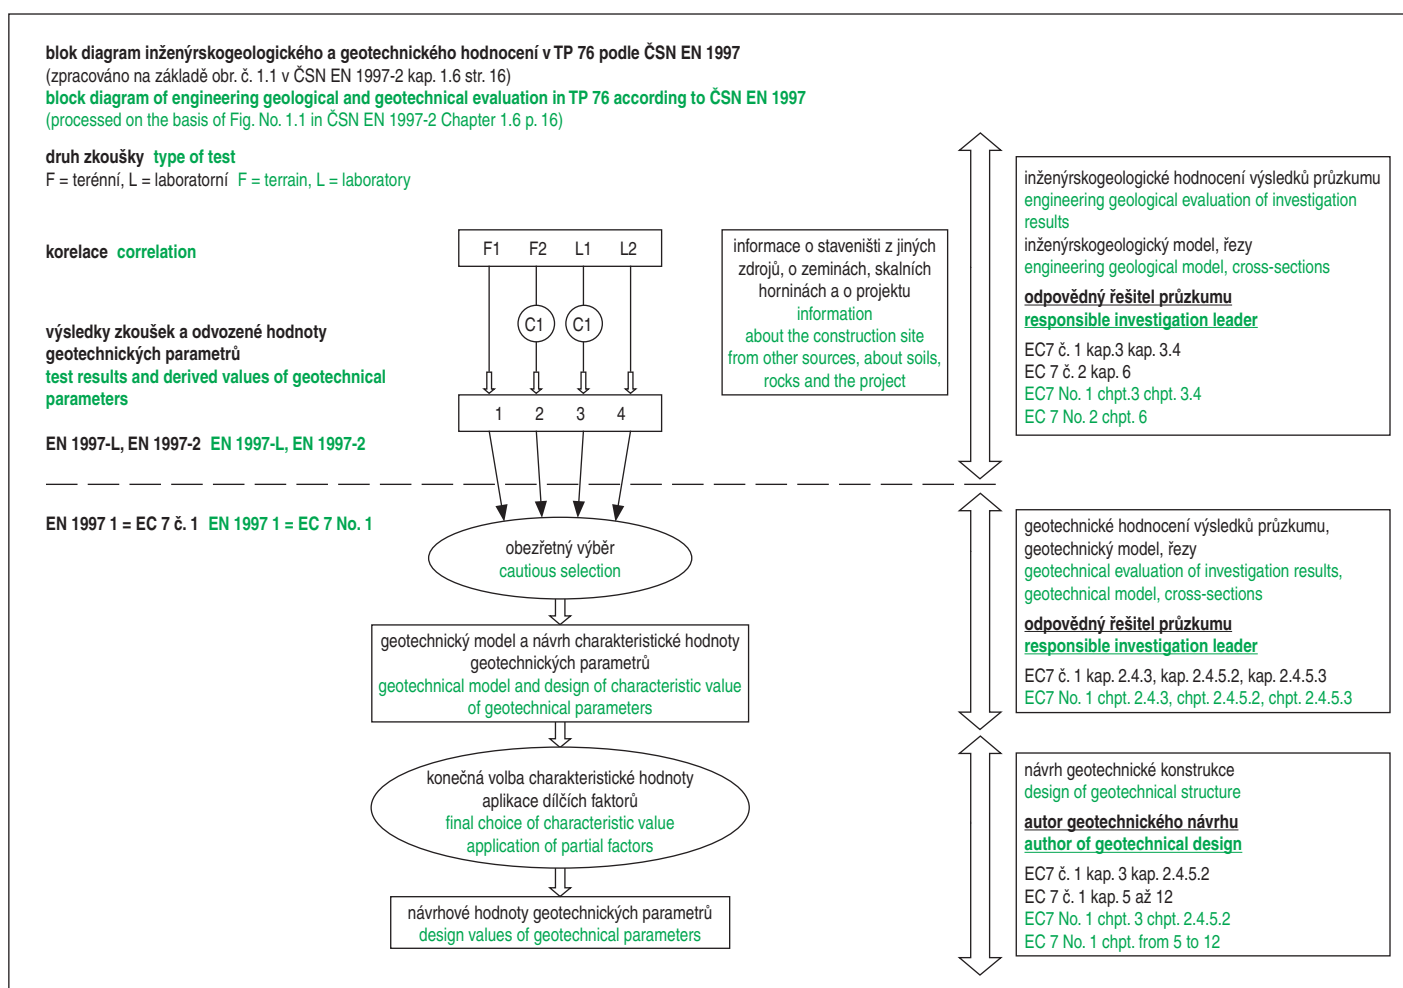 blok diagram inženýrskogeologického a geotechnického hodnocení v TP 76 podle ČSN EN 1997
(zpracováno na základě obr. č. 1.1 v ČSN EN 1997-2 kap. 1.6 str. 16)
block diagram of engineering geological and geotechnical evaluation in TP 76 according to ČSN EN 1997
(processed on the basis of Fig. No. 1.1 in ČSN EN 1997-2 Chapter 1.6 p. 16)
druh zkoušky type of test
F = terénní, L = laboratorní F = terrain, L = laboratory
korelace correlation
F1 F2 L1 L2
C1 C1
výsledky zkoušek a odvozené hodnoty
geotechnických parametrů
test results and derived values of geotechnical
parameters
1 2 3 4
EN 1997-L, EN 1997-2 EN 1997-L, EN 1997-2
informace o staveništi z jiných
zdrojů, o zeminách, skalních
horninách a o projektu
information
about the construction site
from other sources, about soils,
rocks and the project
inženýrskogeologické hodnocení výsledků průzkumu
engineering geological evaluation of investigation
results
inženýrskogeologický model, řezy
engineering geological model, cross-sections
odpovědný řešitel průzkumu
responsible investigation leader
EC7 č. 1 kap.3 kap. 3.4
EC 7 č. 2 kap. 6
EC7 No. 1 chpt.3 chpt. 3.4
EC 7 No. 2 chpt. 6
EN 1997 1 = EC 7 č. 1 EN 1997 1 = EC 7 No. 1
obezřetný výběr
cautious selection
geotechnický model a návrh charakteristické hodnoty
geotechnických parametrů
geotechnical model and design of characteristic value
of geotechnical parameters
konečná volba charakteristické hodnoty
aplikace dílčích faktorů
final choice of characteristic value
application of partial factors
návrhové hodnoty geotechnických parametrů
design values of geotechnical parameters
geotechnické hodnocení výsledků průzkumu,
geotechnický model, řezy
geotechnical evaluation of investigation results,
geotechnical model, cross-sections
odpovědný řešitel průzkumu
responsible investigation leader
EC7 č. 1 kap. 2.4.3, kap. 2.4.5.2, kap. 2.4.5.3
EC7 No. 1 chpt. 2.4.3, chpt. 2.4.5.2, chpt. 2.4.5.3
návrh geotechnické konstrukce
design of geotechnical structure
autor geotechnického návrhu
author of geotechnical design
EC7 č. 1 kap. 3 kap. 2.4.5.2
EC 7 č. 1 kap. 5 až 12
EC7 No. 1 chpt. 3 chpt. 2.4.5.2
EC 7 No. 1 chpt. from 5 to 12